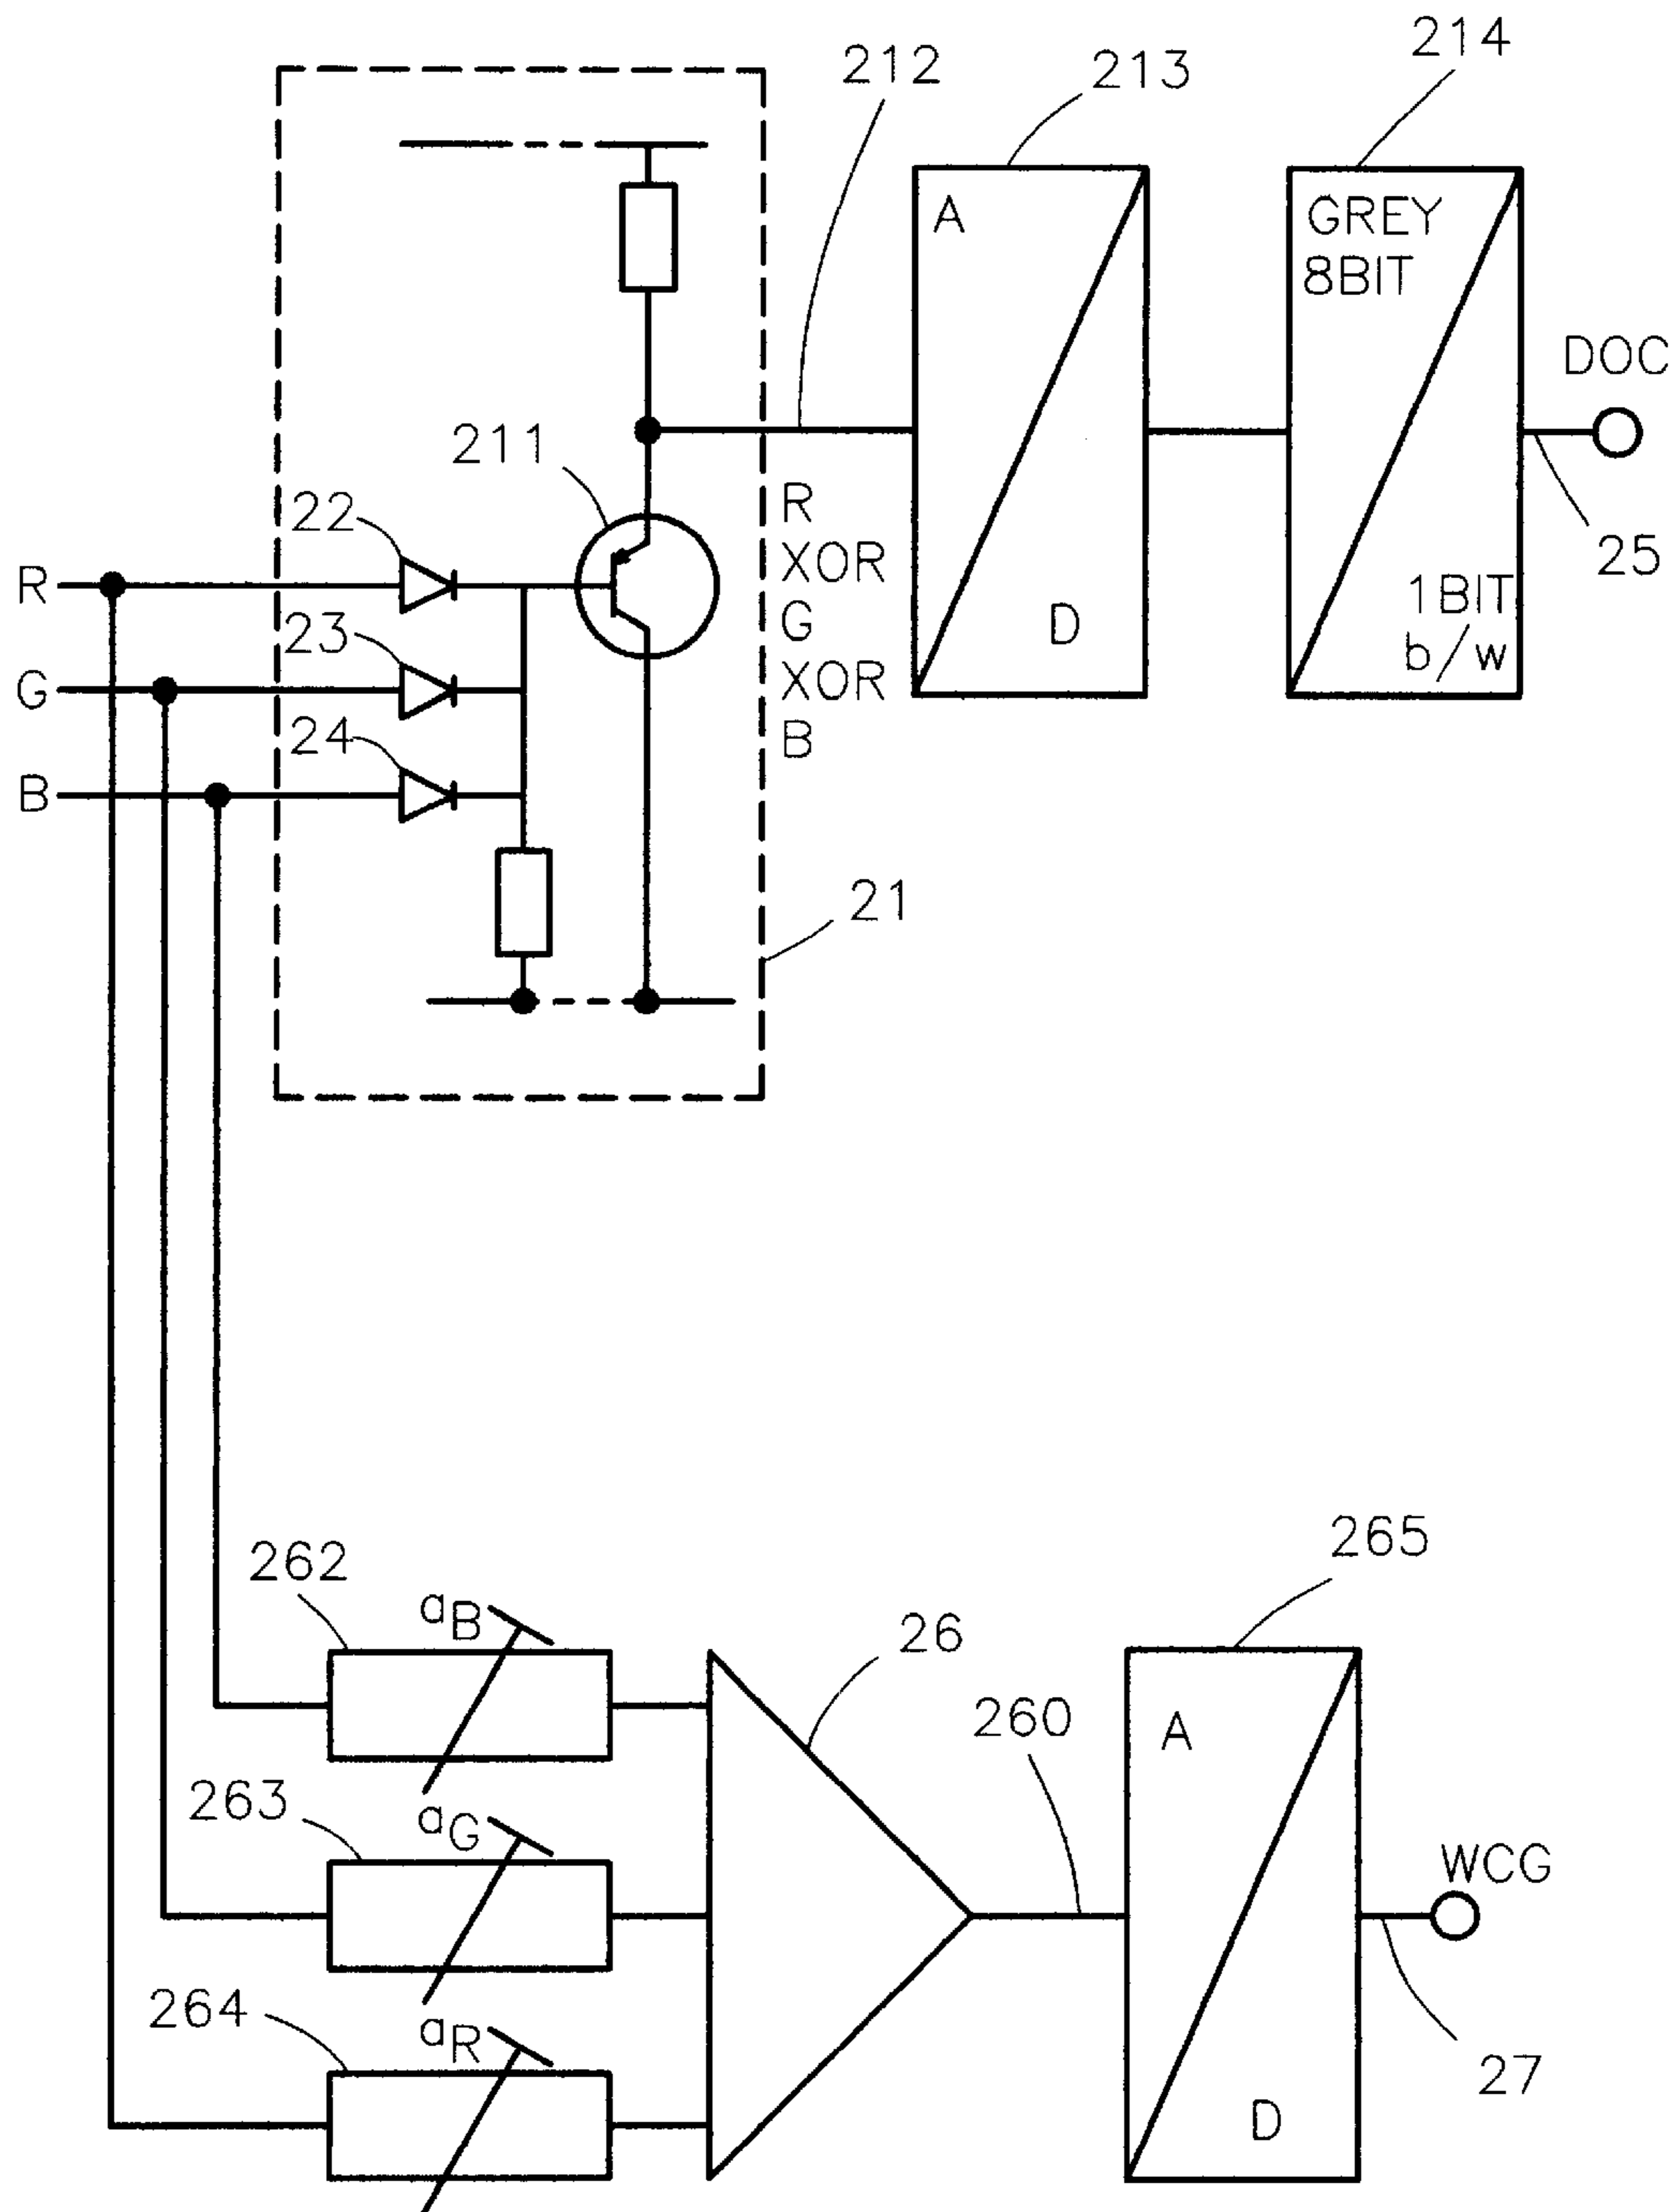 212
213
214
A
GREY
8BIT
DOC
211
22
R
XOR
G
XOR
B
25
R
23
D
1BIT
b/w
G
24
B
21
262
aB
26
265
260
A
263
aG
WCG
264
aR
27
D